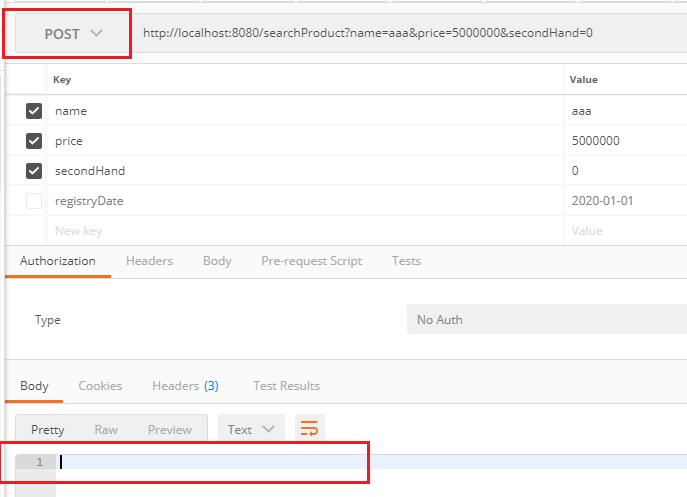 POST http://localhost:8080/searchProduct?name=aaa&price=5000000&secondHand=0
Key Value
name aaa
price 5000000
secondHand 0
registryDate 2020-01-01
New key Value
Authorization Headers Body Pre-request Script Tests
Type No Auth
Body Cookies Headers (3) Test Results
Pretty Raw Preview Text
1